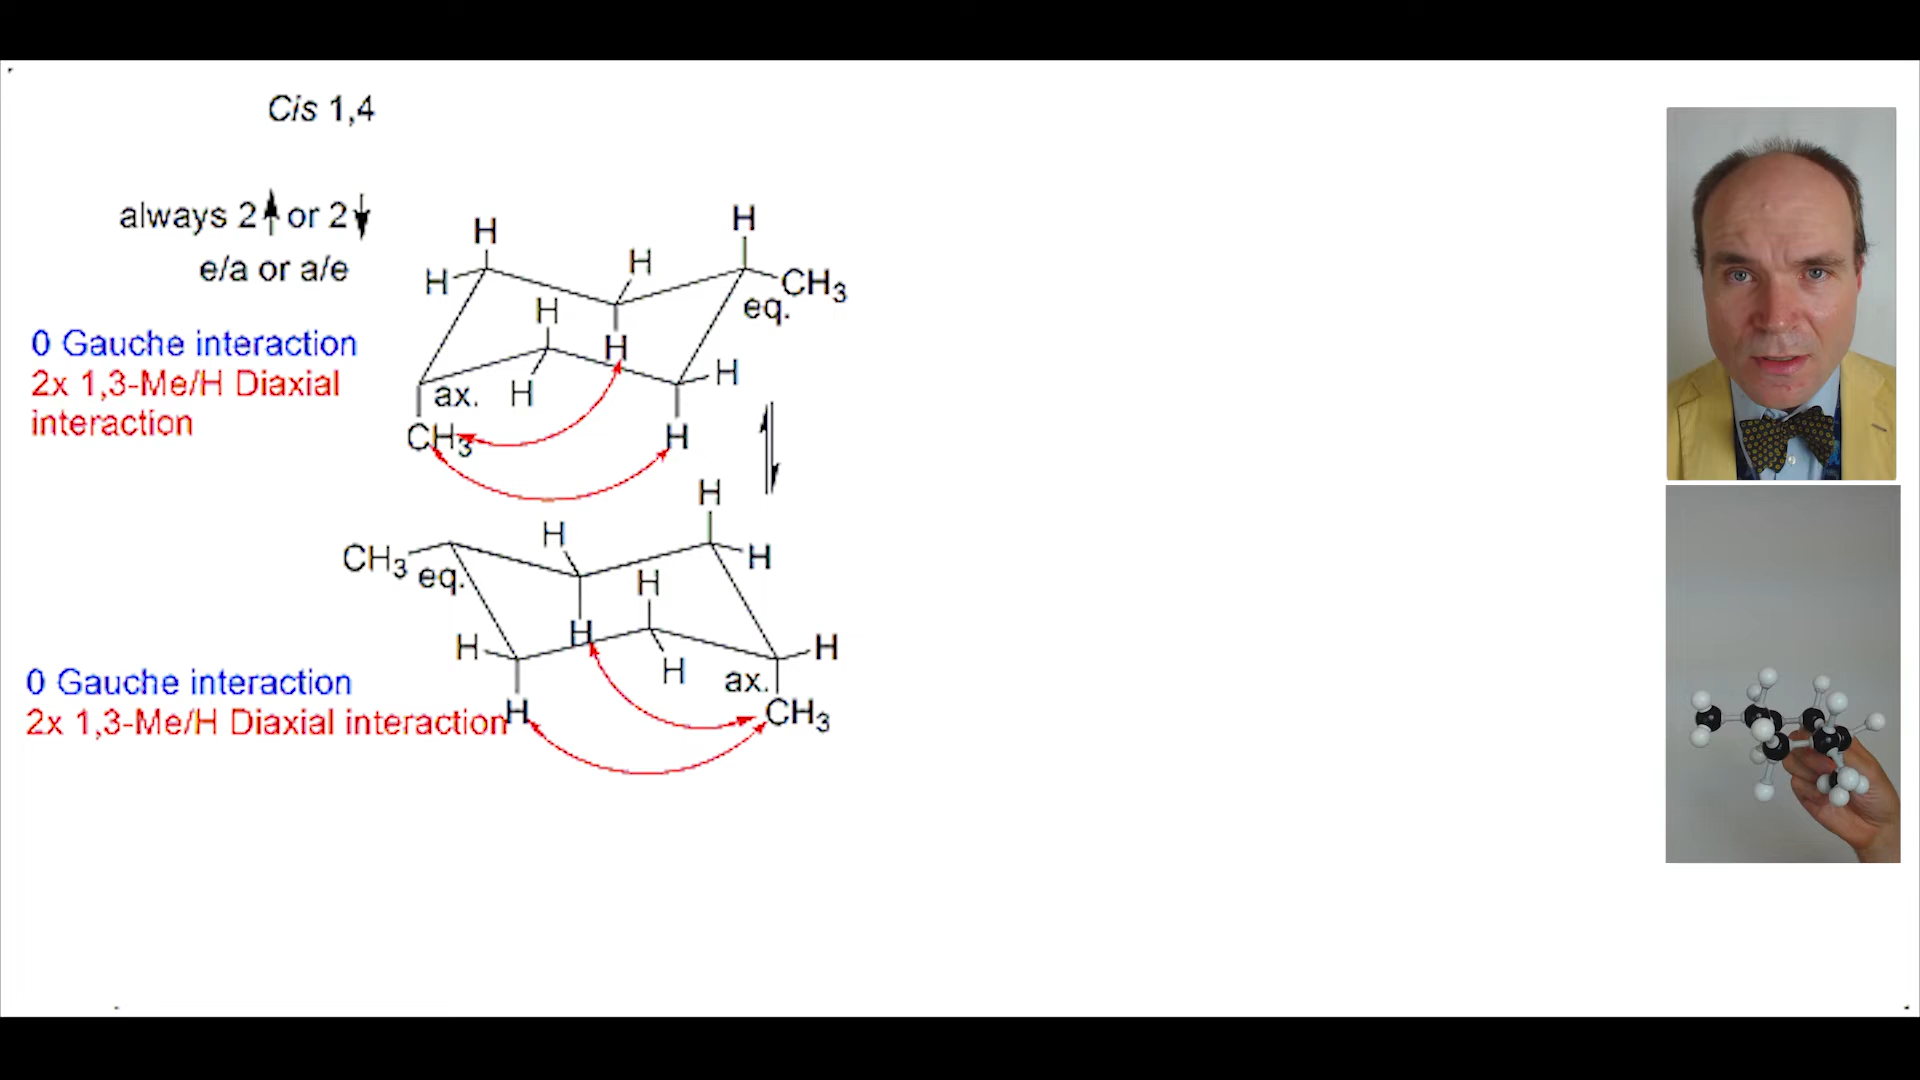 Cis 1,4
always 2↑ or 2↓
e/a or a/e
0 Gauche interaction
2x 1,3-Me/H Diaxial
interaction
H
H
H
H
H
CH₃
eq.
H
H
H
ax.
CH₃
H
H
H
H
CH₃
eq.
H
H
H
H
H
H
ax.
0 Gauche interaction
2x 1,3-Me/H Diaxial interaction
H
CH₃